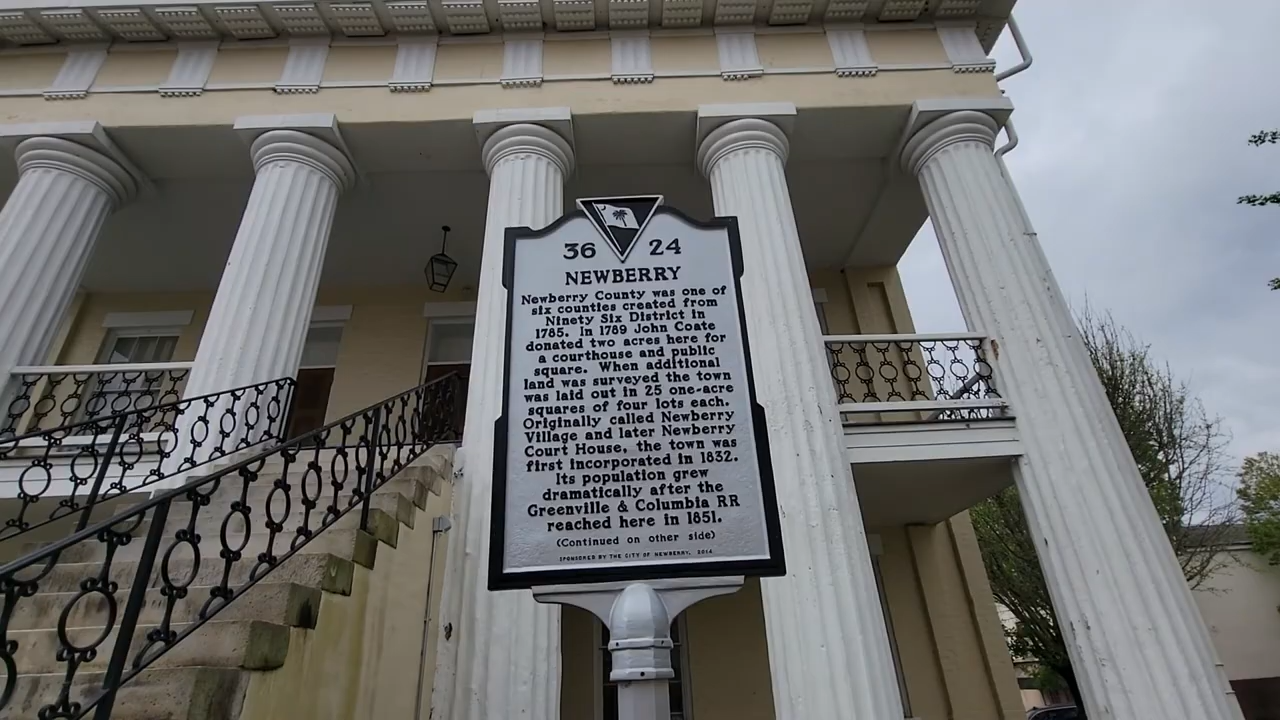 36 24
NEWBERRY
Newberry County was one of
six counties created from
Ninety Six District in
1785. In 1789 John Coate
donated two acres here for
a courthouse and public
square. When additional
land was surveyed the town
was laid out in 25 one-acre
squares of four lots each.
Originally called Newberry
Village and later Newberry
Court House, the town was
first incorporated in 1832.
Its population grew
dramatically after the
Greenville & Columbia RR
reached here in 1851.
(Continued on other side)
SPONSORED BY THE CITY OF NEWBERRY, 2014